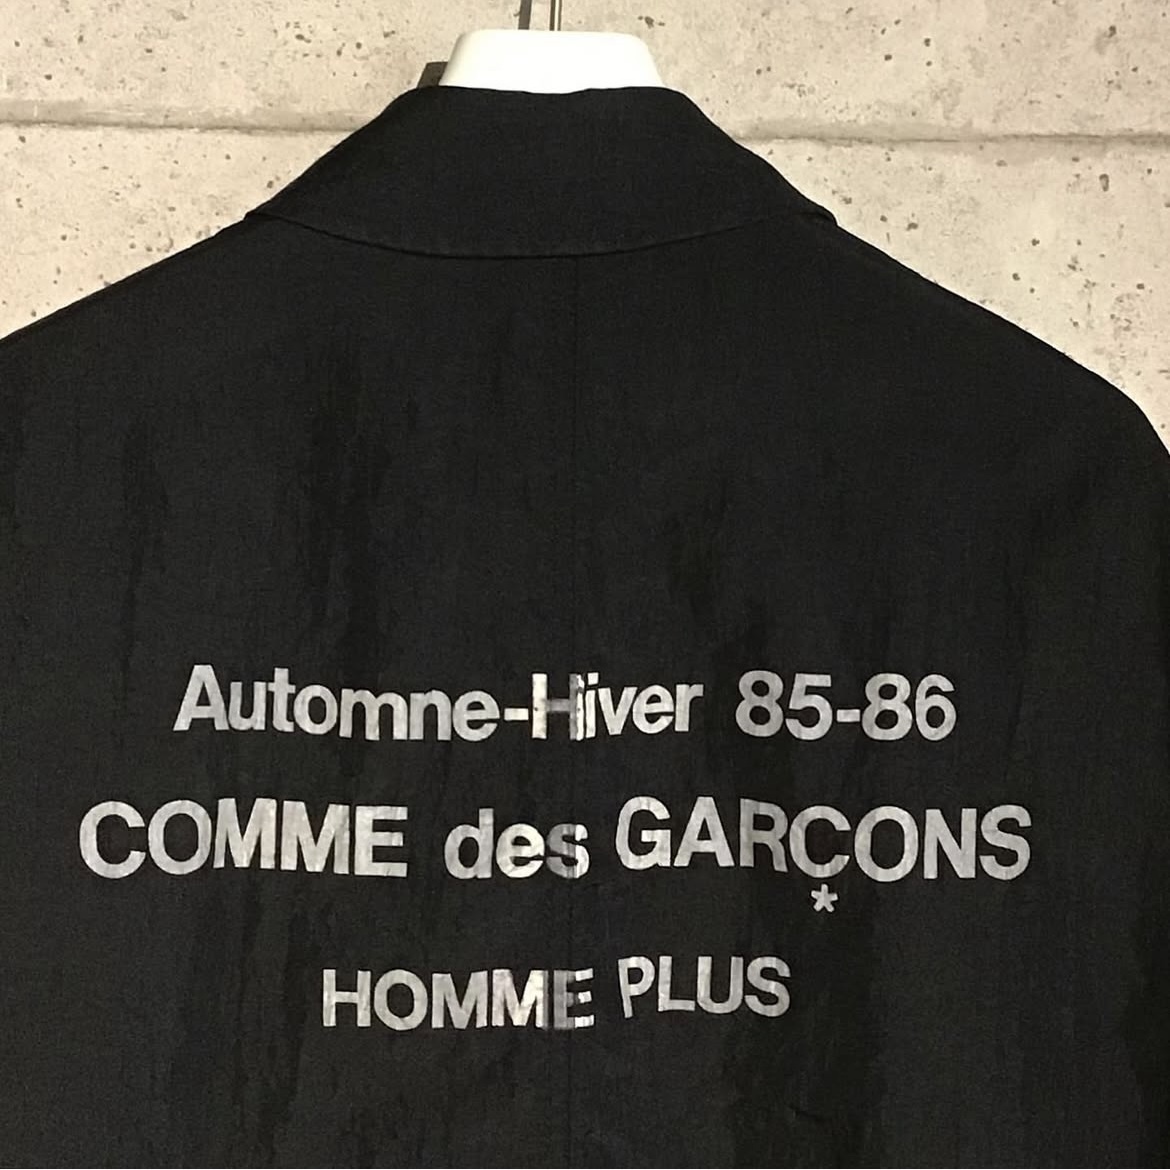 Automne-Hiver 85-86
COMME des GARÇONS
HOMME PLUS